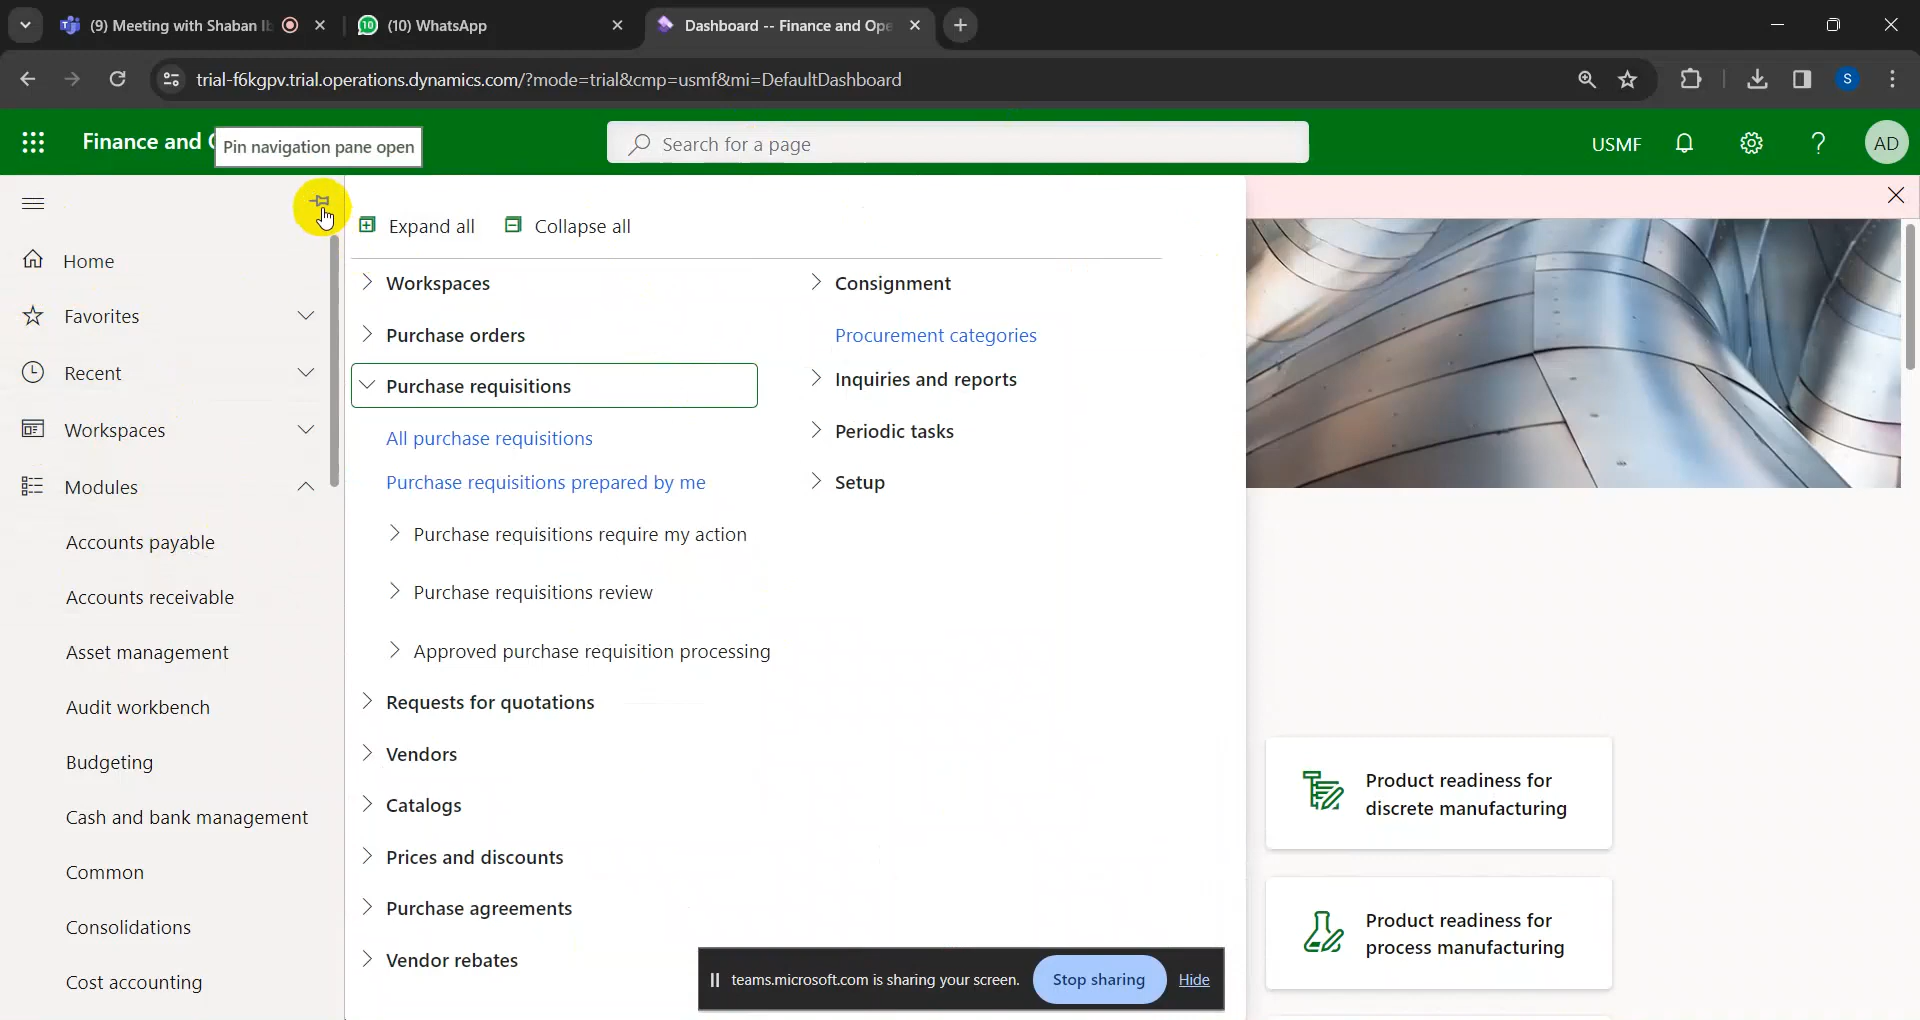 (9) Meeting with Shaban Ib
(10) WhatsApp
10
Dashboard -- Finance and Ope
trial-f6kgpv.trial.operations.dynamics.com/?mode=trial&cmp=usmf&mi=DefaultDashboard
S
Finance and O
Pin navigation pane open
Search for a page
USMF
?
AD
Expand all
Collapse all
Home
Favorites
Recent
Workspaces
Modules
Accounts payable
Accounts receivable
Asset management
Audit workbench
Budgeting
Cash and bank management
Common
Consolidations
Cost accounting
Workspaces
Purchase orders
Purchase requisitions
All purchase requisitions
Purchase requisitions prepared by me
Purchase requisitions require my action
Purchase requisitions review
Approved purchase requisition processing
Requests for quotations
Vendors
Catalogs
Prices and discounts
Purchase agreements
Vendor rebates
Consignment
Procurement categories
Inquiries and reports
Periodic tasks
Setup
Product readiness for
discrete manufacturing
Product readiness for
process manufacturing
teams.microsoft.com is sharing your screen.
Stop sharing
Hide